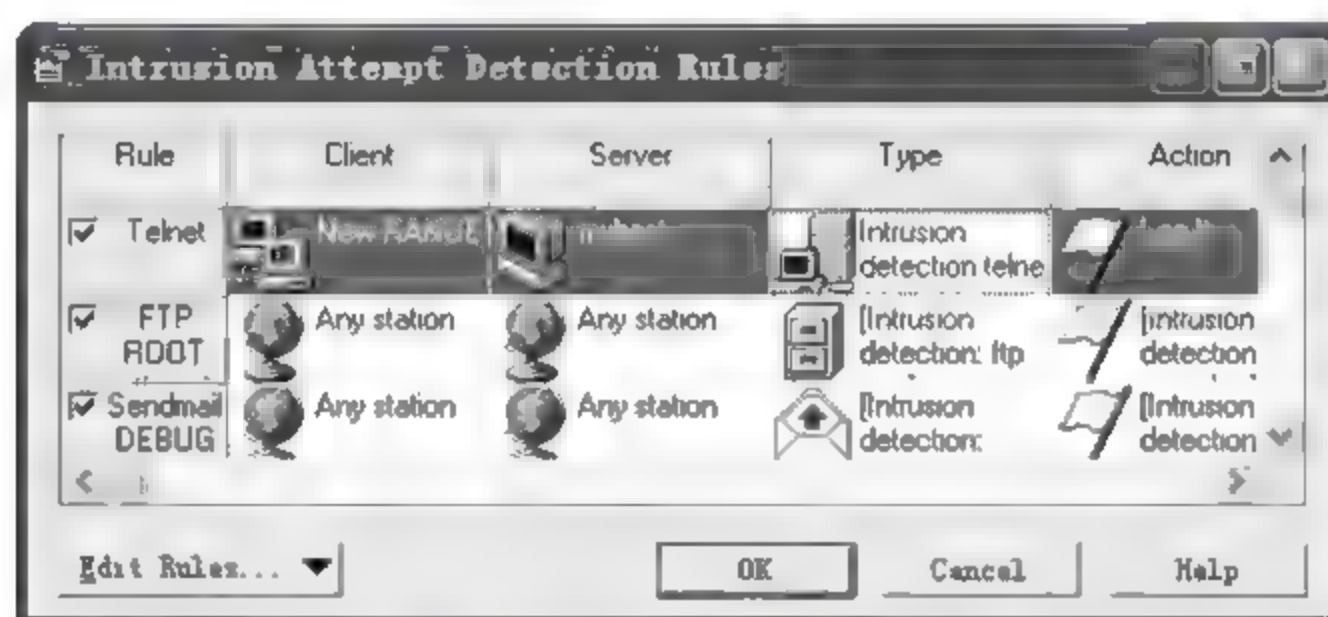 Intrusion Attempt Detection Rules
Rule Client Server Type Action
Telnet New Intrusion
detection telne
FTP Any station Any station [Intrusion [Intrusion
ROOT detection: ftp detection
Sendmail Any station Any station [Intrusion [Intrusion
DEBUG detection: detection
Edit Rules... OK Cancel Help